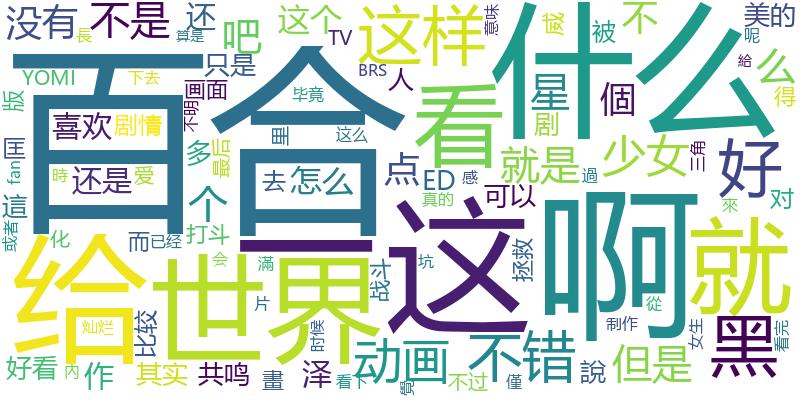 没有 不是 还 这个 TV 意味 威 被 不 美的
長 算是 吧 这样 什么 呢
YOMI 下去 只是 BRS 人 給 么
版 百合 不明 画面 毕竟 看 星 個 得
喜欢 剧情 里 这么 剧 三角
匡 fan 時 还是 爱 多 最后 去 怎么 点 ED 感 就是 少女 好
這 个 真的 可以 過 对
或者 化 而 已经 打斗 这 啊 來 就
给 世界 会 滿 战斗 坑 拯救 從
灿烂 片 制作 女生 黑 看完
比较 时候 动画 不错 但是
好看 內 作 其实 共鸣 畫 泽 看下 覺 不过 僅 說